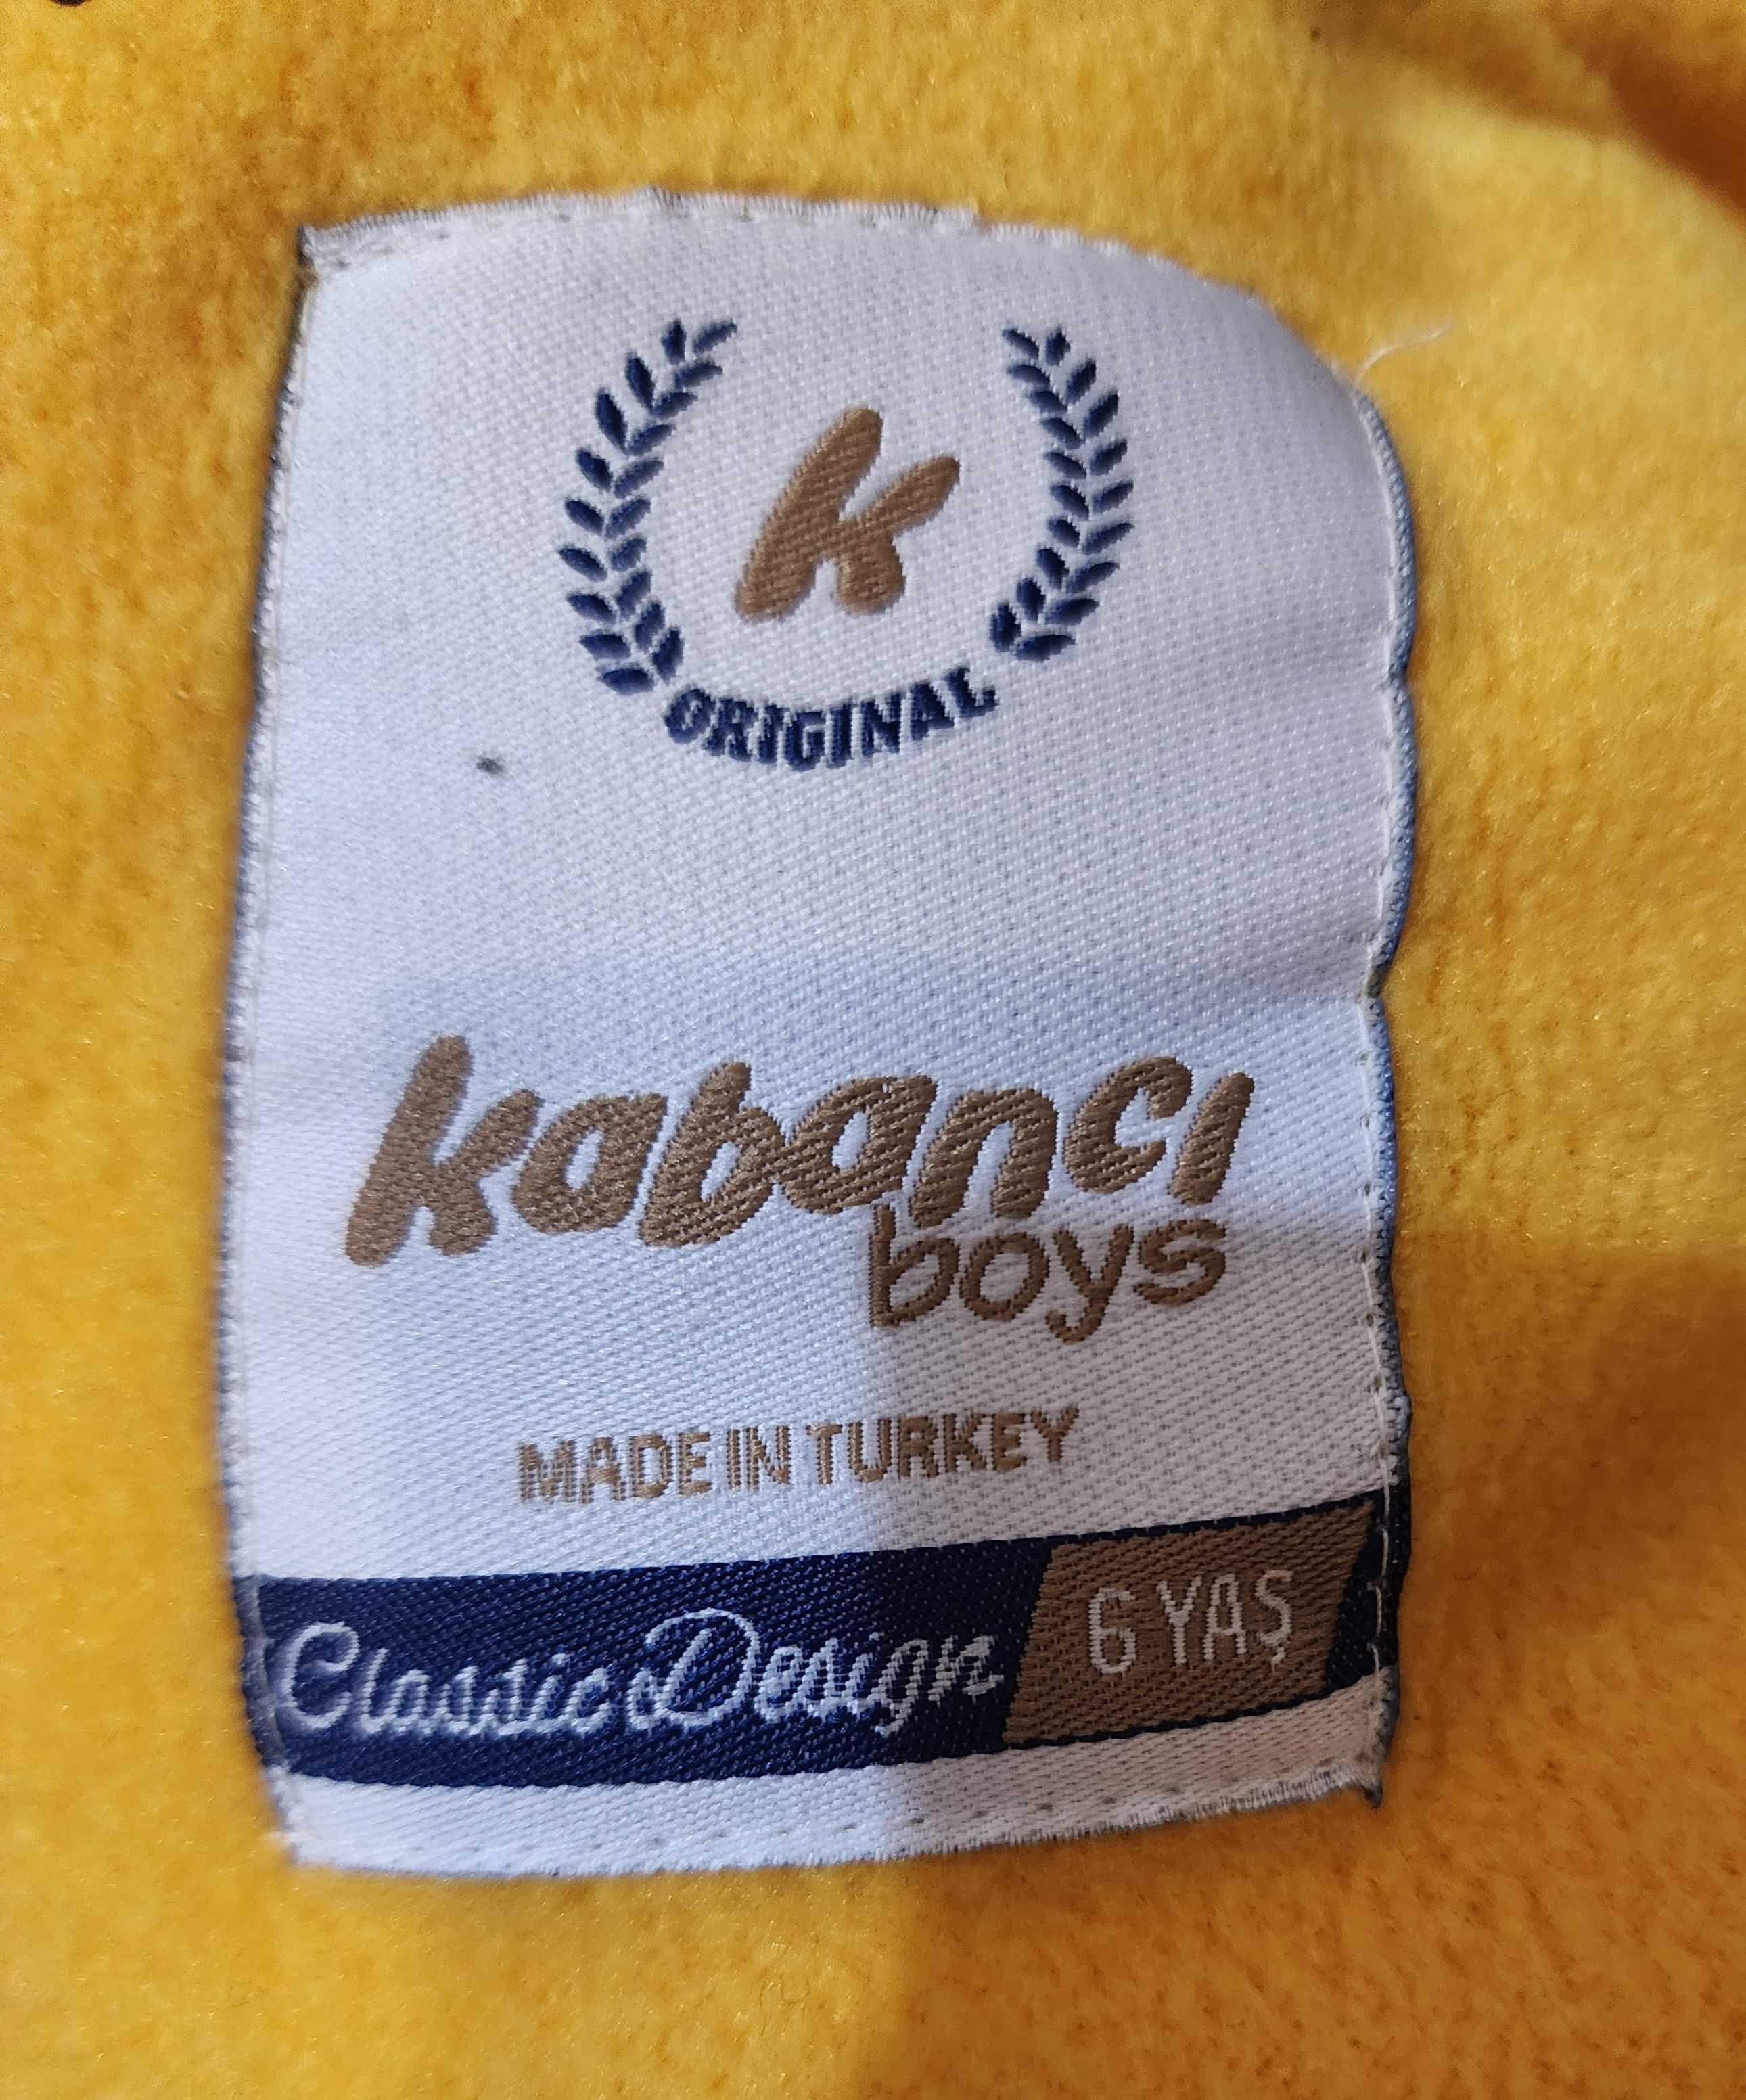 k
ORIGINAL
kabancı
boys
MADE IN TURKEY
Classic Design 6 YAŞ